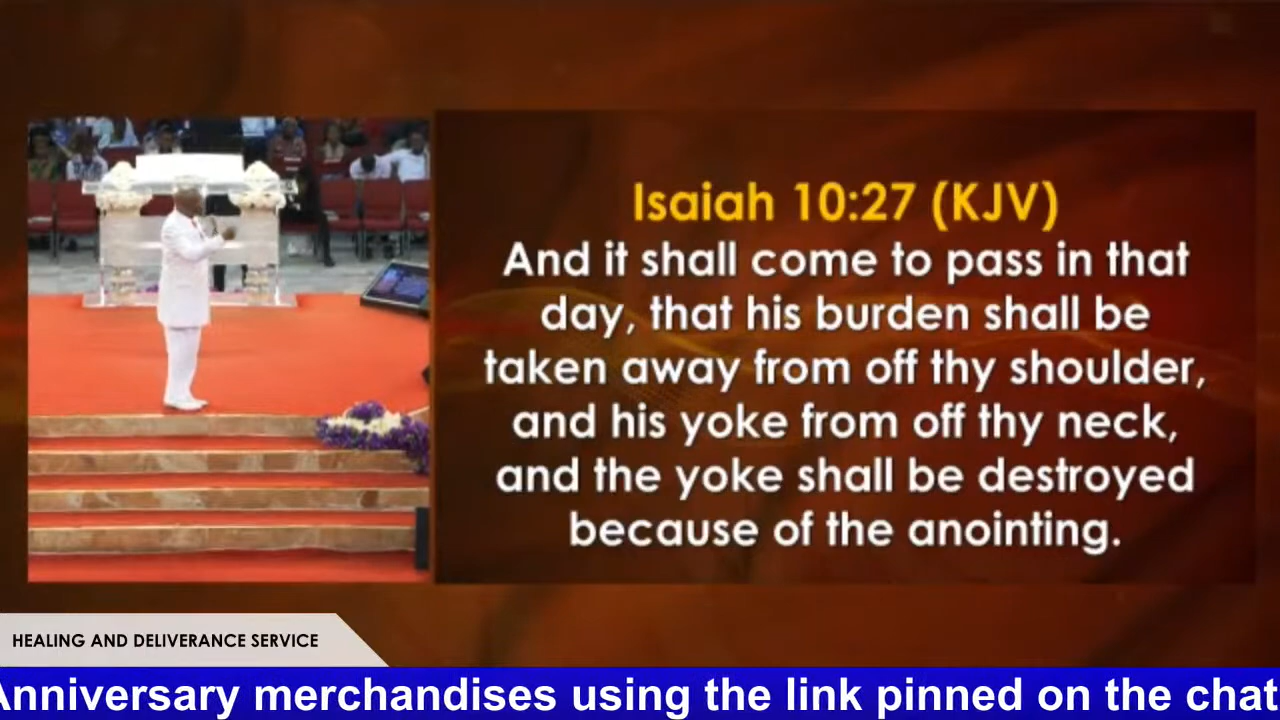 Isaiah 10:27 (KJV)
And it shall come to pass in that
day, that his burden shall be
taken away from off thy shoulder,
and his yoke from off thy neck,
and the yoke shall be destroyed
because of the anointing.
HEALING AND DELIVERANCE SERVICE
Anniversary merchandises using the link pinned on the chat